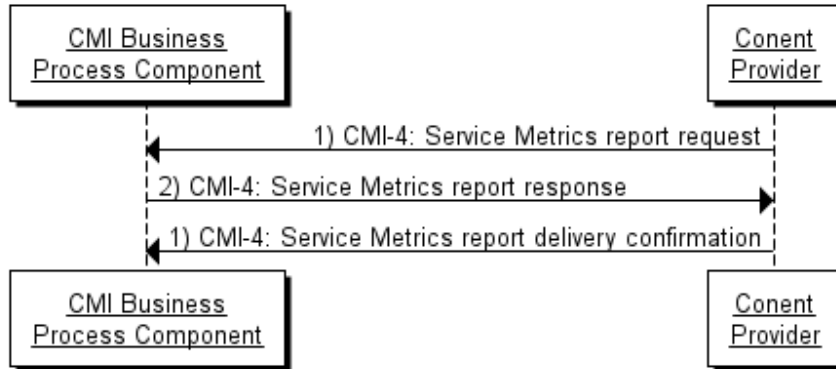 CMI Business
Process Component
Conent
Provider
1) CMI-4: Service Metrics report request
2) CMI-4: Service Metrics report response
1) CMI-4: Service Metrics report delivery confirmation
CMI Business
Process Component
Conent
Provider